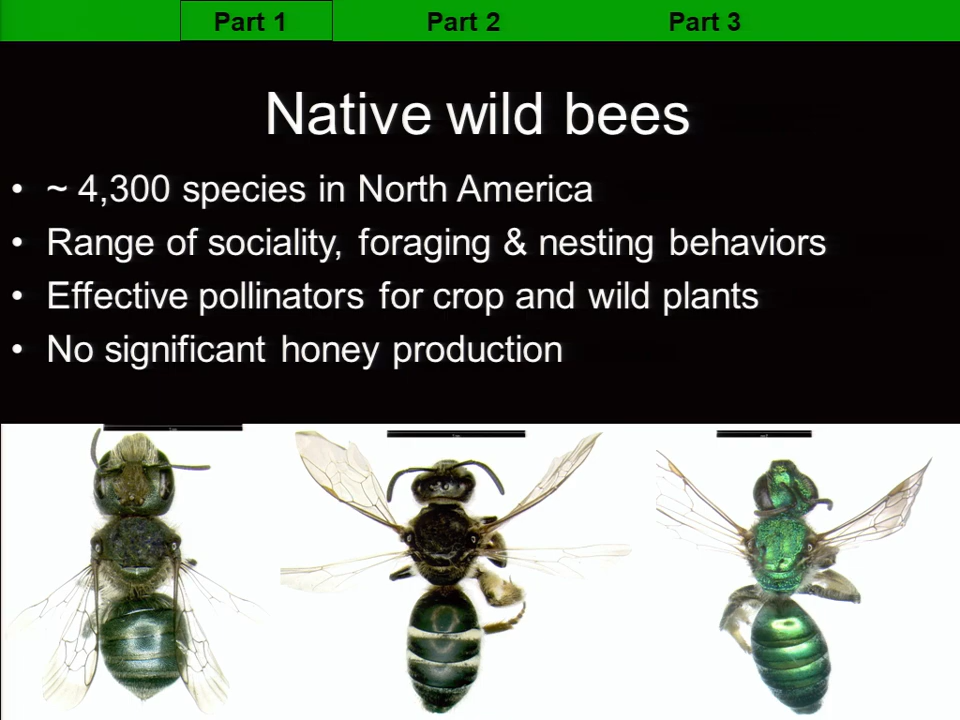 Part 1 Part 2 Part 3
Native wild bees
• ~ 4,300 species in North America
• Range of sociality, foraging & nesting behaviors
• Effective pollinators for crop and wild plants
• No significant honey production